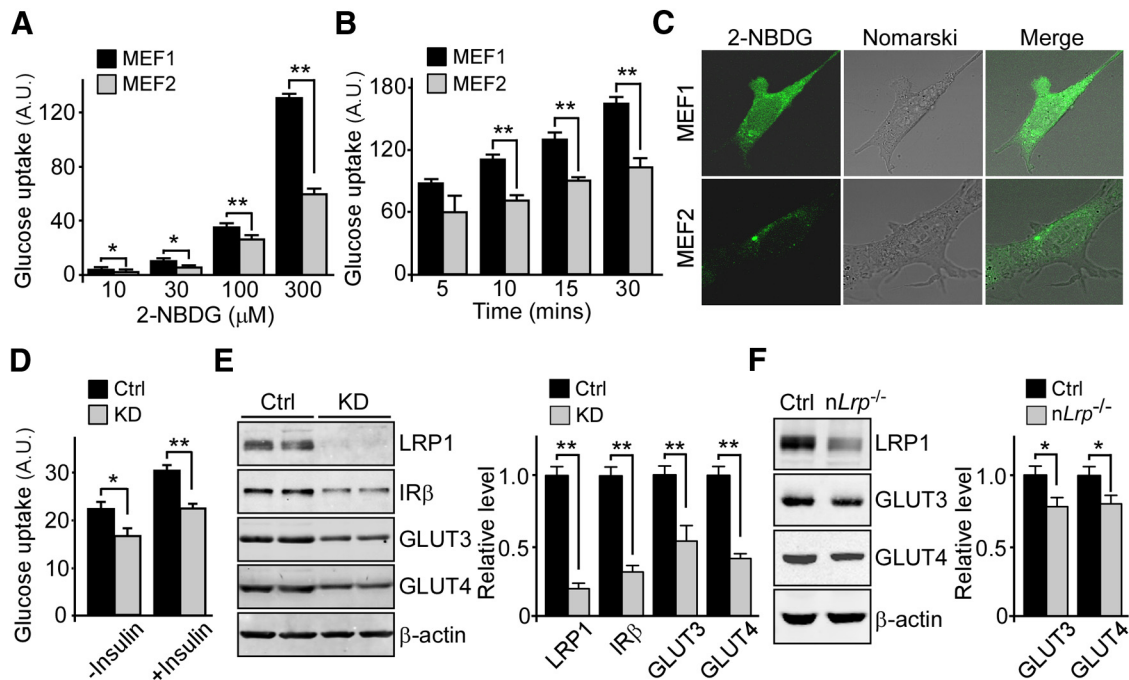 A
MEF1
MEF2
Glucose uptake (A.U.)
120
80
40
0
** 
* * ** 
10 30 100 300
2-NBDG (μM)
B
MEF1
MEF2
Glucose uptake (A.U.)
180
120
60
0
** ** **
5 10 15 30
Time (mins)
C
2-NBDG Nomarski Merge
MEF1
MEF2
D
Ctrl
KD
Glucose uptake (A.U.)
30
20
10
0
* **
-Insulin +Insulin
E
Ctrl KD
LRP1
IRβ
GLUT3
GLUT4
β-actin
Ctrl
KD
Relative level
1.0
0.5
0
** ** ** **
LRP1 IRβ GLUT3 GLUT4
F
Ctrl nLrp-/-
LRP1
GLUT3
GLUT4
β-actin
Ctrl
nLrp-/-
Relative level
1.0
0.5
0
* *
GLUT3 GLUT4